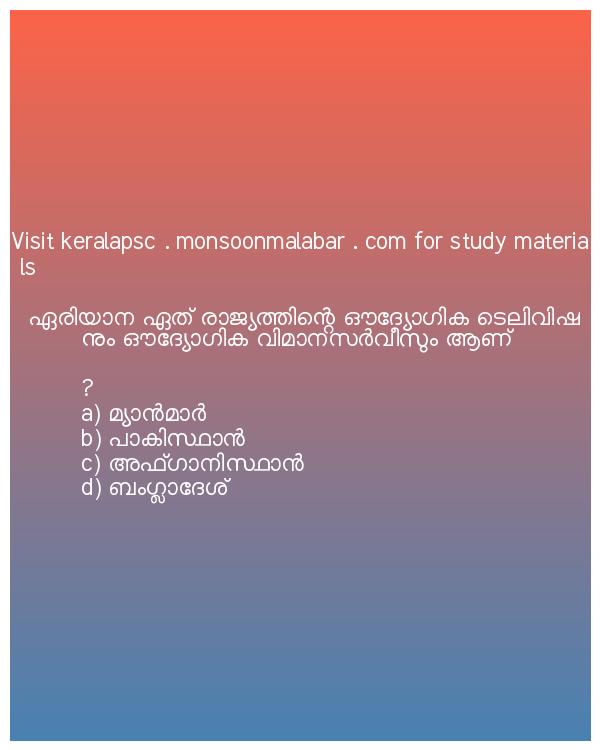 Visit keralapsc . monsoonmalabar . com for study materia
ls
ഏരിയാന ഏത് രാജ്യത്തിന്റെ ഔദ്യോഗിക ടെലിവിഷ
നും ഔദ്യോഗിക വിമാനസർവീസും ആണ്
?
a) മ്യാൻമാർ
b) പാകിസ്ഥാൻ
c) അഫ്ഗാനിസ്ഥാൻ
d) ബംഗ്ലാദേശ്